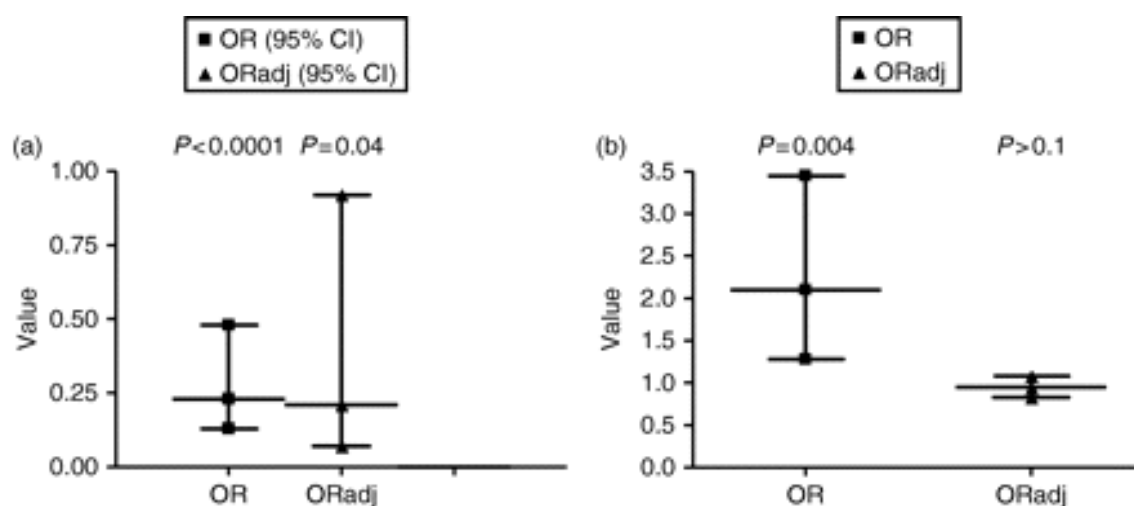 ■ OR (95% CI)
▲ ORadj (95% CI)
(a)
P<0.0001 P=0.04
1.00
0.75
0.50
0.25
0.00
Value
OR ORadj
■ OR
▲ ORadj
(b)
P=0.004 P>0.1
3.5
3.0
2.5
2.0
1.5
1.0
0.5
0.0
Value
OR ORadj